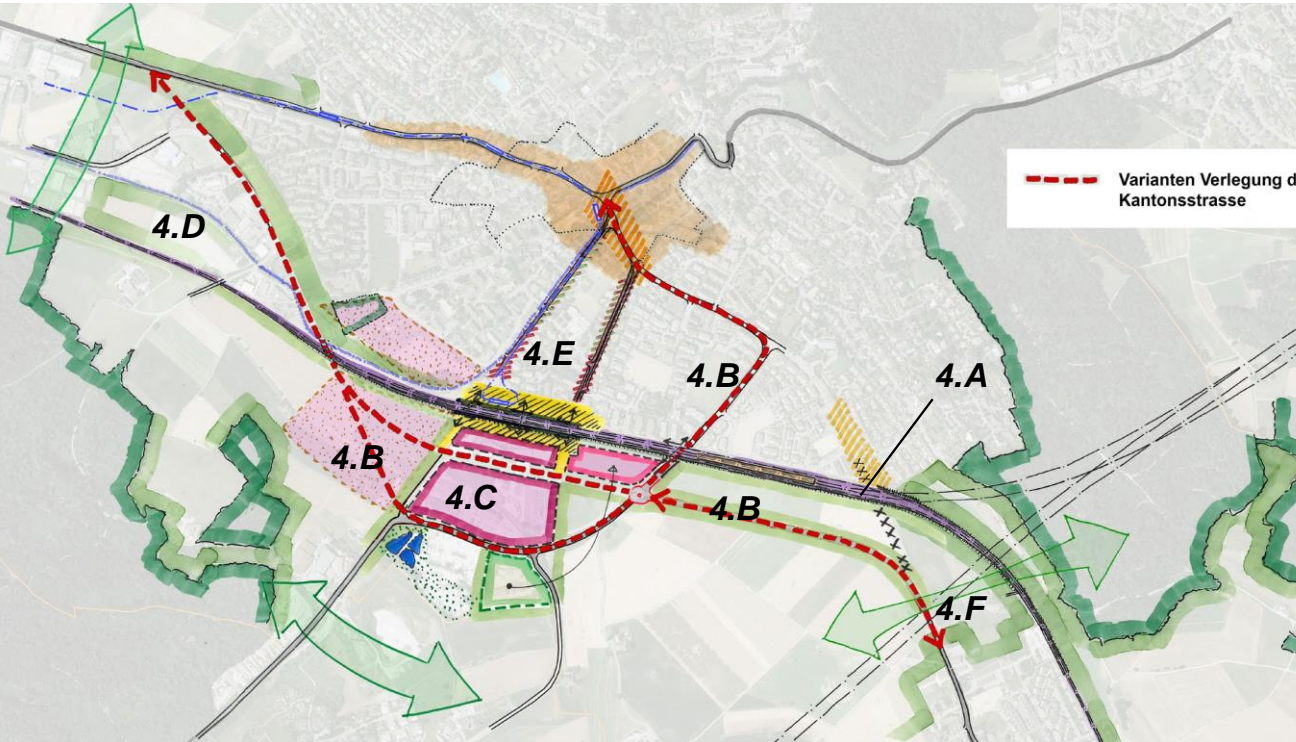 Varianten Verlegung d
Kantonsstrasse
4.D
4.E
4.B
4.A
4.B
4.C
4.B
4.F